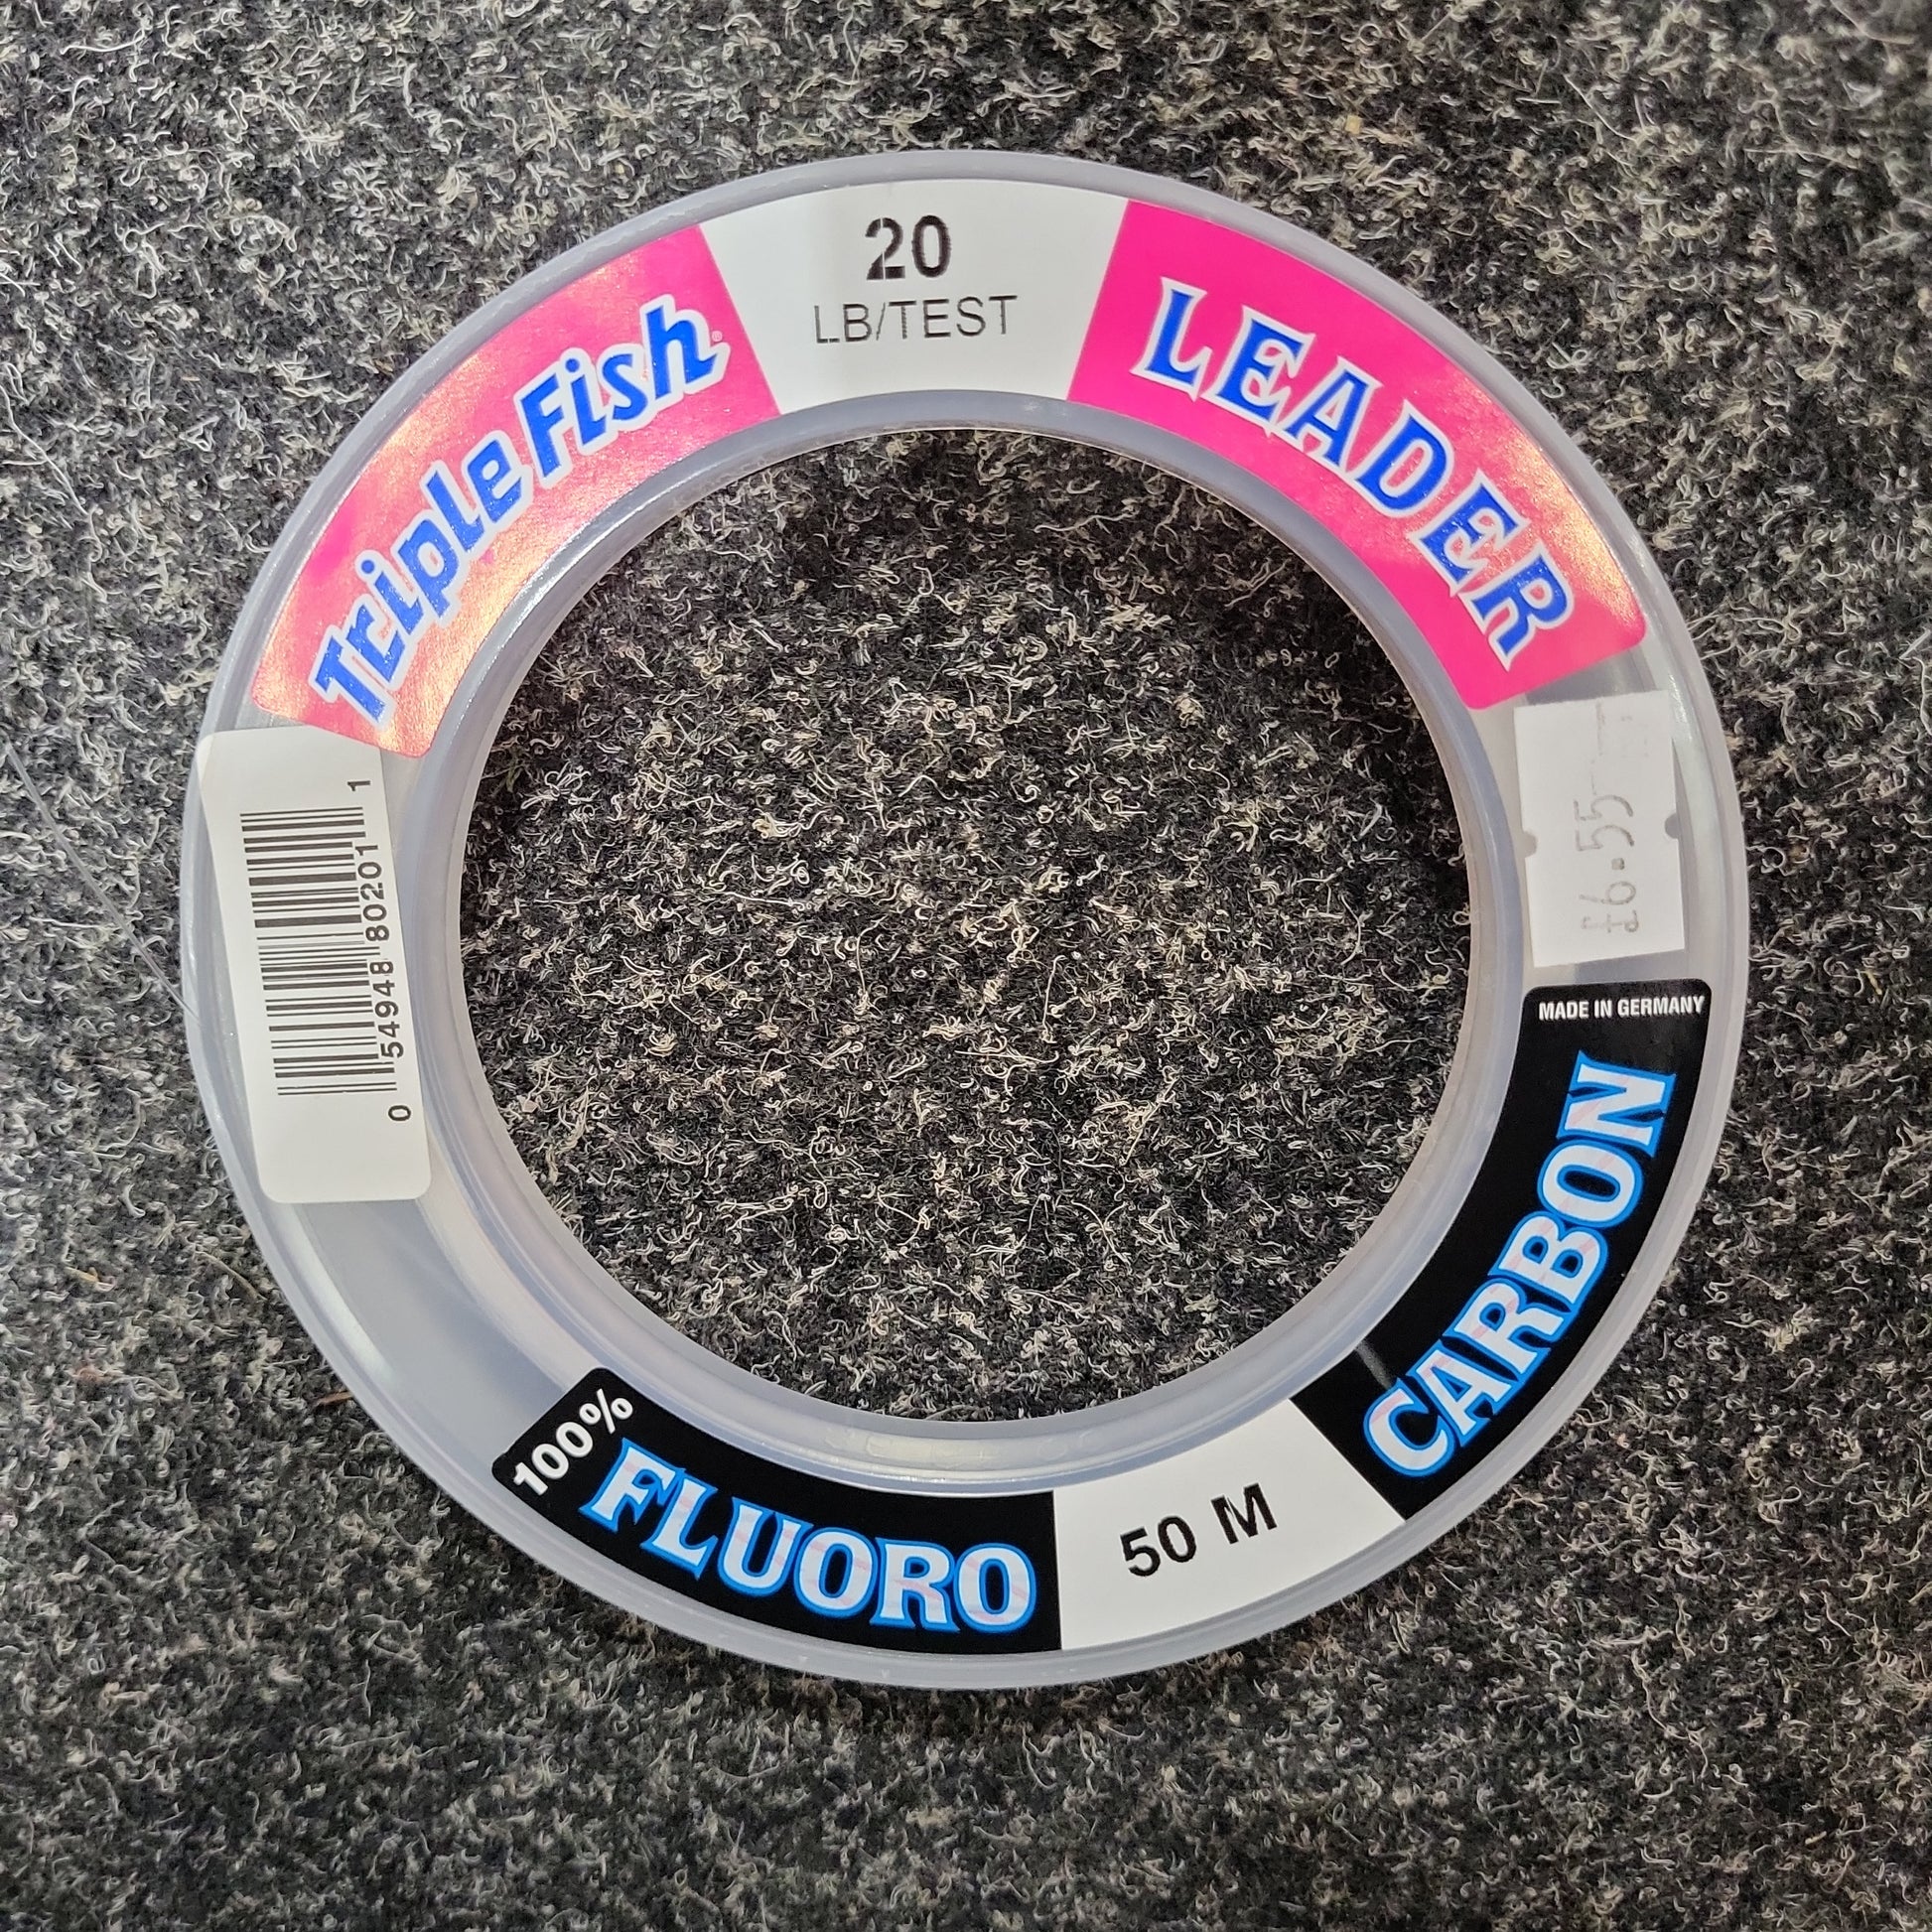 Triple Fish®
20
LB/TEST
LEADER
£6.55
MADE IN GERMANY
100%
FLUORO
50 M
CARBON
0 54948 80201 1